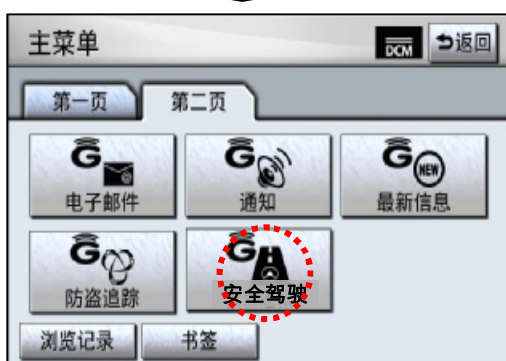 主菜单 DCM 返回
第一页 第二页
G G G NEW
电子邮件 通知 最新信息
G G
防盗追踪 安全驾驶
浏览记录 书签